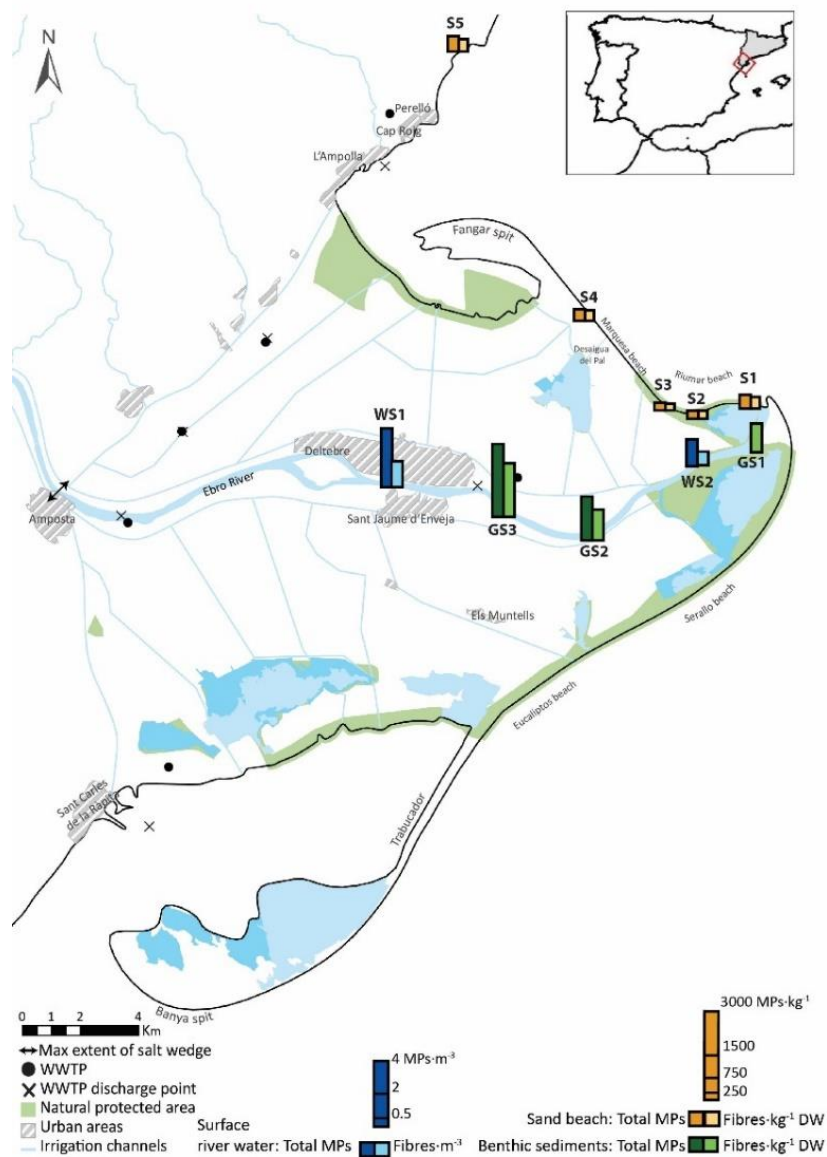 N
S5
Perelló
Cap Roig
L'Ampolla
Fangar spit
S4
Marquesa beach
Desaigua
del Pal
Riumar beach
S1
S3
S2
WS1
Deltebre
GS1
WS2
Ebro River
Amposta
Sant Jaume d'Enveja
GS3
GS2
Els Muntells
Serallo beach
Eucaliptos beach
Sant Carles
de la Ràpita
Trabucador
Banya spit
0 1 2 4
Km
Max extent of salt wedge
WWTP
WWTP discharge point
Natural protected area
Urban areas
Irrigation channels
4 MPs·m⁻³
2
0.5
Surface
river water: Total MPs Fibres·m⁻³
3000 MPs·kg⁻¹
1500
750
250
Sand beach: Total MPs Fibres·kg⁻¹ DW
Benthic sediments: Total MPs Fibres·kg⁻¹ DW